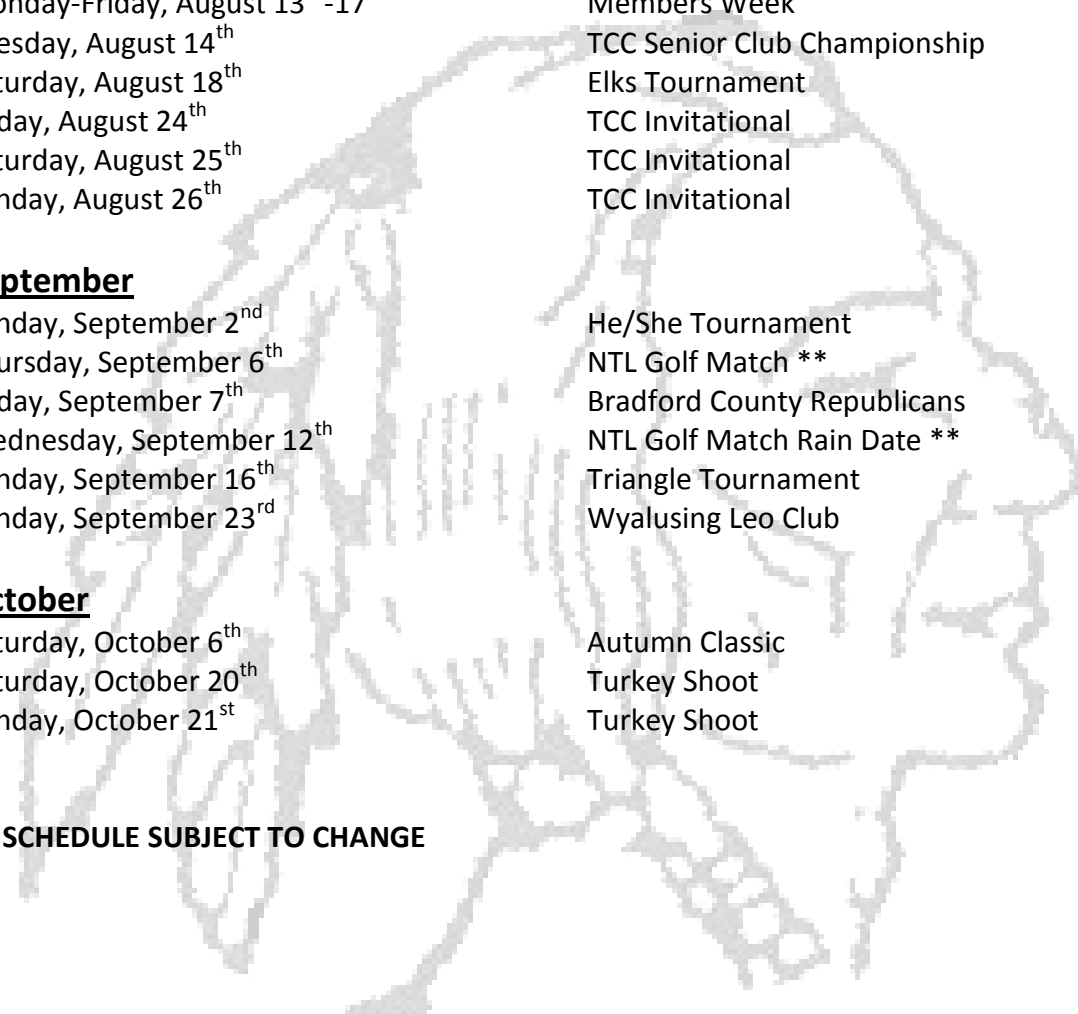 onday-Friday, August 13 -17 Members Week
esday, August 14th TCC Senior Club Championship
turday, August 18th Elks Tournament
day, August 24th TCC Invitational
turday, August 25th TCC Invitational
nday, August 26th TCC Invitational
ptember
nday, September 2nd He/She Tournament
ursday, September 6th NTL Golf Match **
day, September 7th Bradford County Republicans
ednesday, September 12th NTL Golf Match Rain Date **
nday, September 16th Triangle Tournament
nday, September 23rd Wyalusing Leo Club
ctober
turday, October 6th Autumn Classic
turday, October 20th Turkey Shoot
nday, October 21st Turkey Shoot
SCHEDULE SUBJECT TO CHANGE